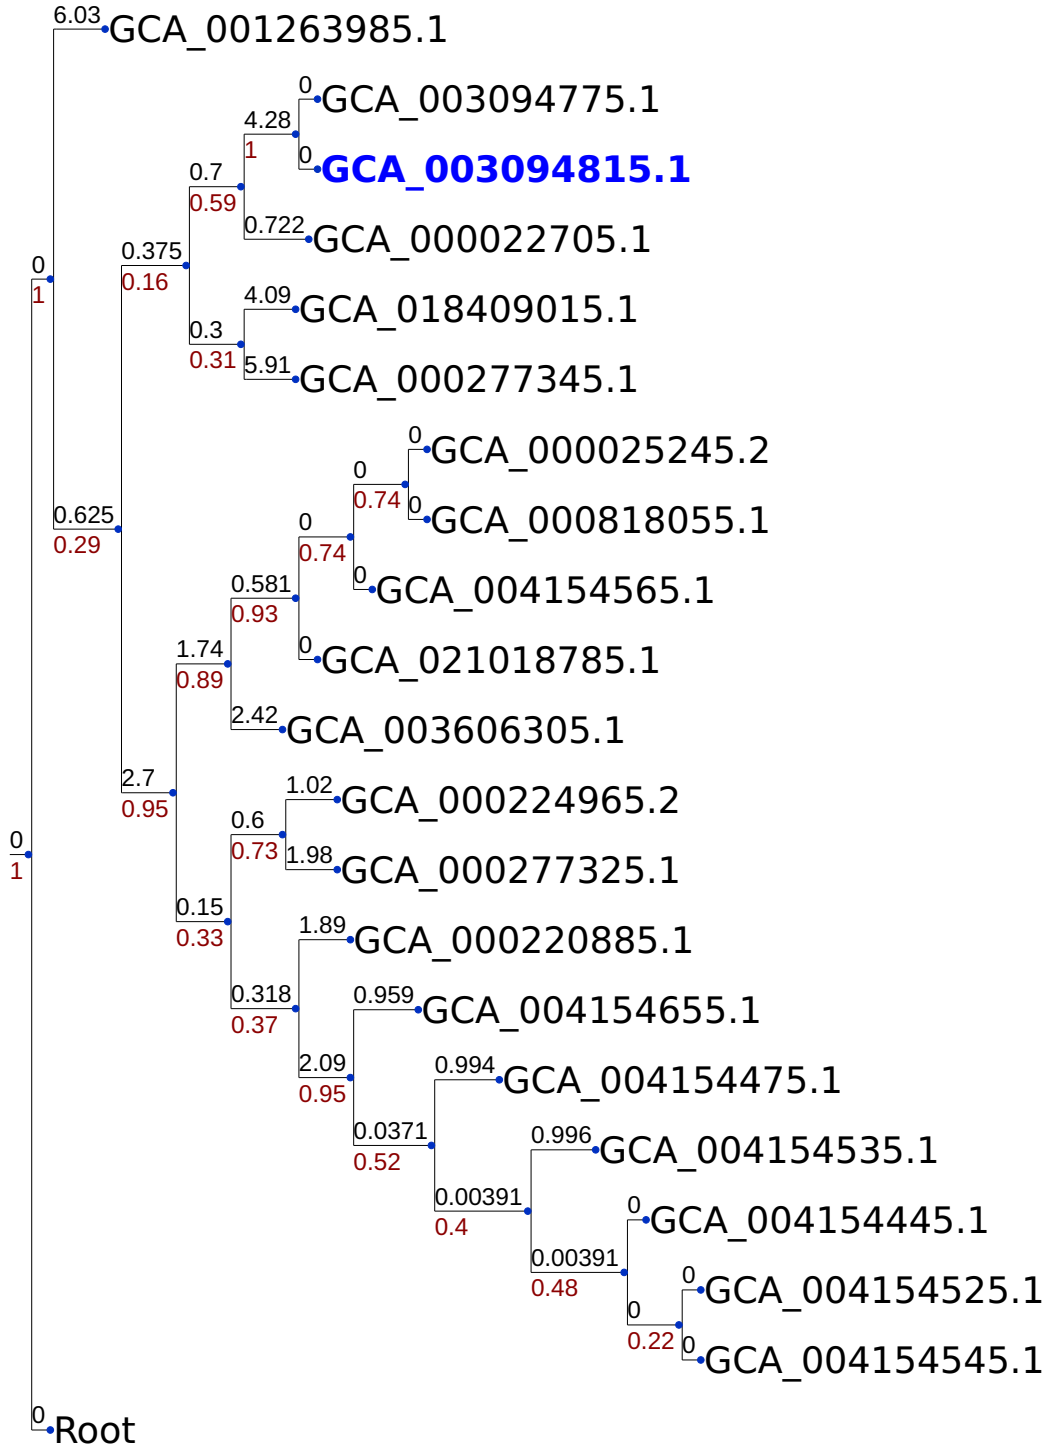 6.03
GCA_001263985.1
0
GCA_003094775.1
4.28
1
0
GCA_003094815.1
0.7
0.59
0.722
GCA_000022705.1
0.375
0.16
0
1
4.09
GCA_018409015.1
0.3
0.31
5.91
GCA_000277345.1
0
GCA_000025245.2
0
0.74
0
GCA_000818055.1
0.625
0.29
0
0.74
0
GCA_004154565.1
0.581
0.93
0
GCA_021018785.1
1.74
0.89
2.42
GCA_003606305.1
2.7
0.95
1.02
GCA_000224965.2
0.6
0.73
0
1
1.98
GCA_000277325.1
0.15
0.33
1.89
GCA_000220885.1
0.318
0.37
0.959
GCA_004154655.1
2.09
0.95
0.994
GCA_004154475.1
0.0371
0.52
0.996
GCA_004154535.1
0.00391
0.4
0
GCA_004154445.1
0.00391
0.48
0
GCA_004154525.1
0
0.22
0
GCA_004154545.1
0
Root